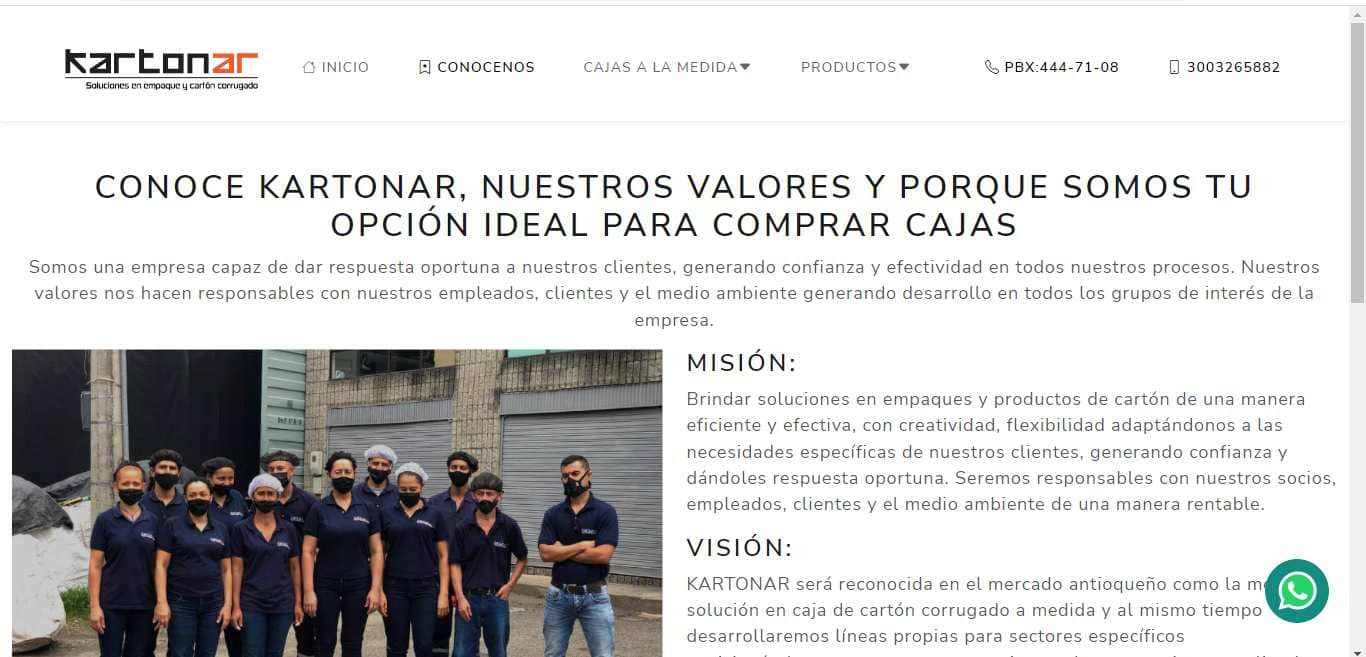 kartonar
Soluciones en empaque y cartón corrugado
INICIO
CONOCENOS
CAJAS A LA MEDIDA
PRODUCTOS
PBX:444-71-08
3003265882
CONOCE KARTONAR, NUESTROS VALORES Y PORQUE SOMOS TU
OPCIÓN IDEAL PARA COMPRAR CAJAS
Somos una empresa capaz de dar respuesta oportuna a nuestros clientes, generando confianza y efectividad en todos nuestros procesos. Nuestros
valores nos hacen responsables con nuestros empleados, clientes y el medio ambiente generando desarrollo en todos los grupos de interés de la
empresa.
MISIÓN:
Brindar soluciones en empaques y productos de cartón de una manera
eficiente y efectiva, con creatividad, flexibilidad adaptándonos a las
necesidades específicas de nuestros clientes, generando confianza y
dándoles respuesta oportuna. Seremos responsables con nuestros socios,
empleados, clientes y el medio ambiente de una manera rentable.
VISIÓN:
KARTONAR será reconocida en el mercado antioqueño como la
solución en caja de cartón corrugado a medida y al mismo tiempo
desarrollaremos líneas propias para sectores específicos